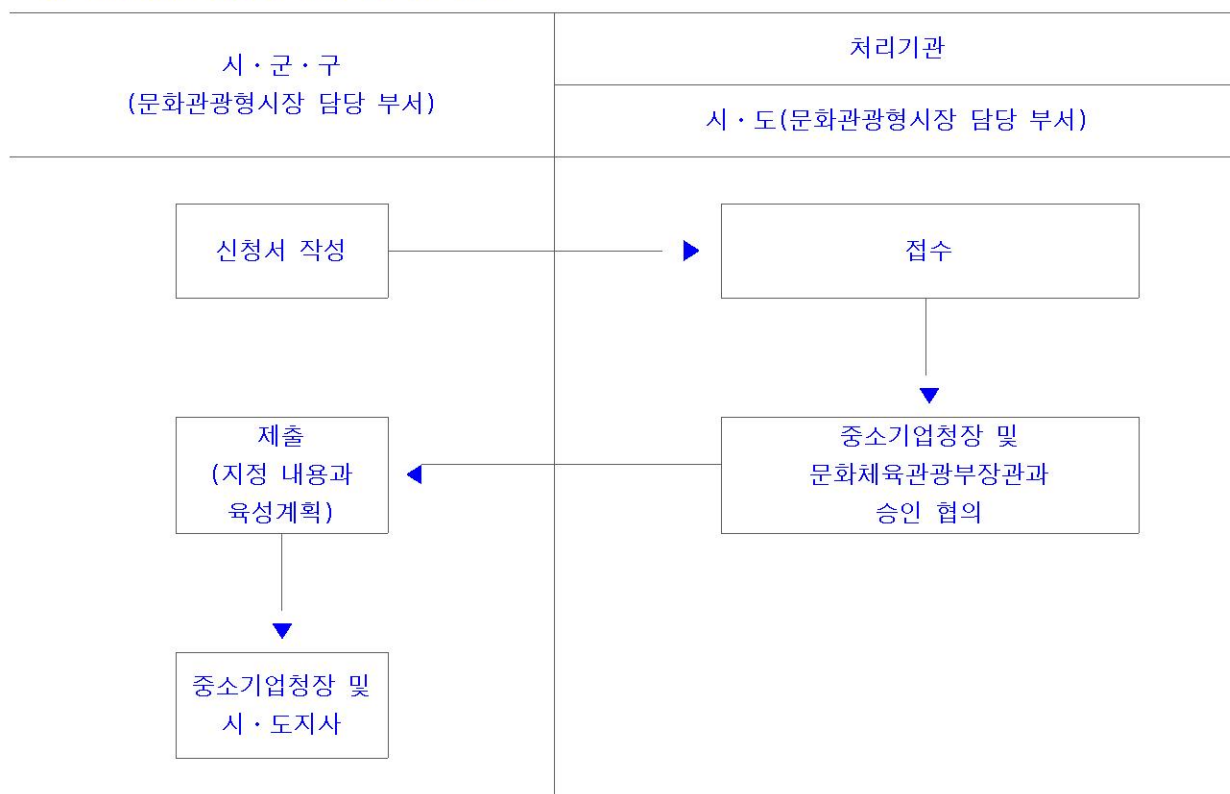 시·군·구
(문화관광형시장 담당 부서)
처리기관
시·도(문화관광형시장 담당 부서)
신청서 작성
접수
제출
(지정 내용과
육성계획)
중소기업청장 및
문화체육관광부장관과
승인 협의
중소기업청장 및
시·도지사